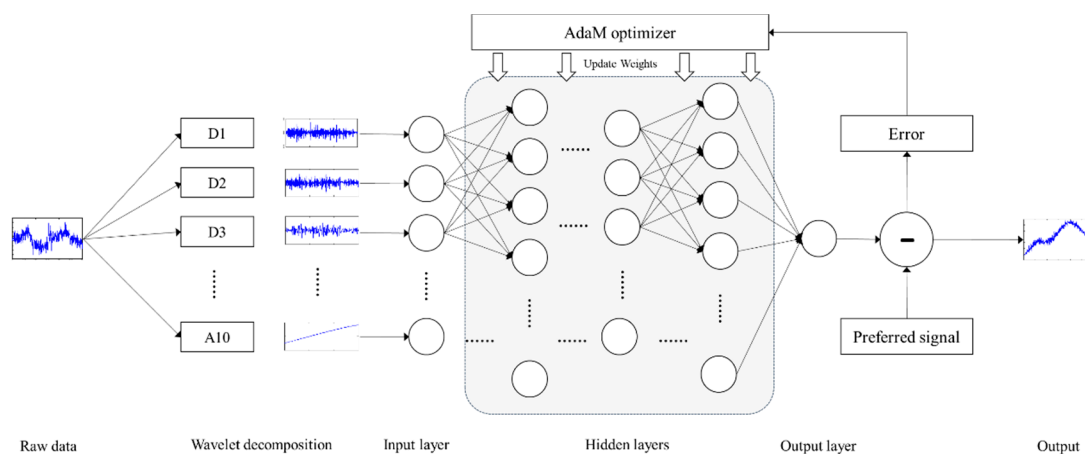 AdaM optimizer
Update Weights
D1
D2
D3
A10
Error
Preferred signal
Raw data
Wavelet decomposition
Input layer
Hidden layers
Output layer
Output